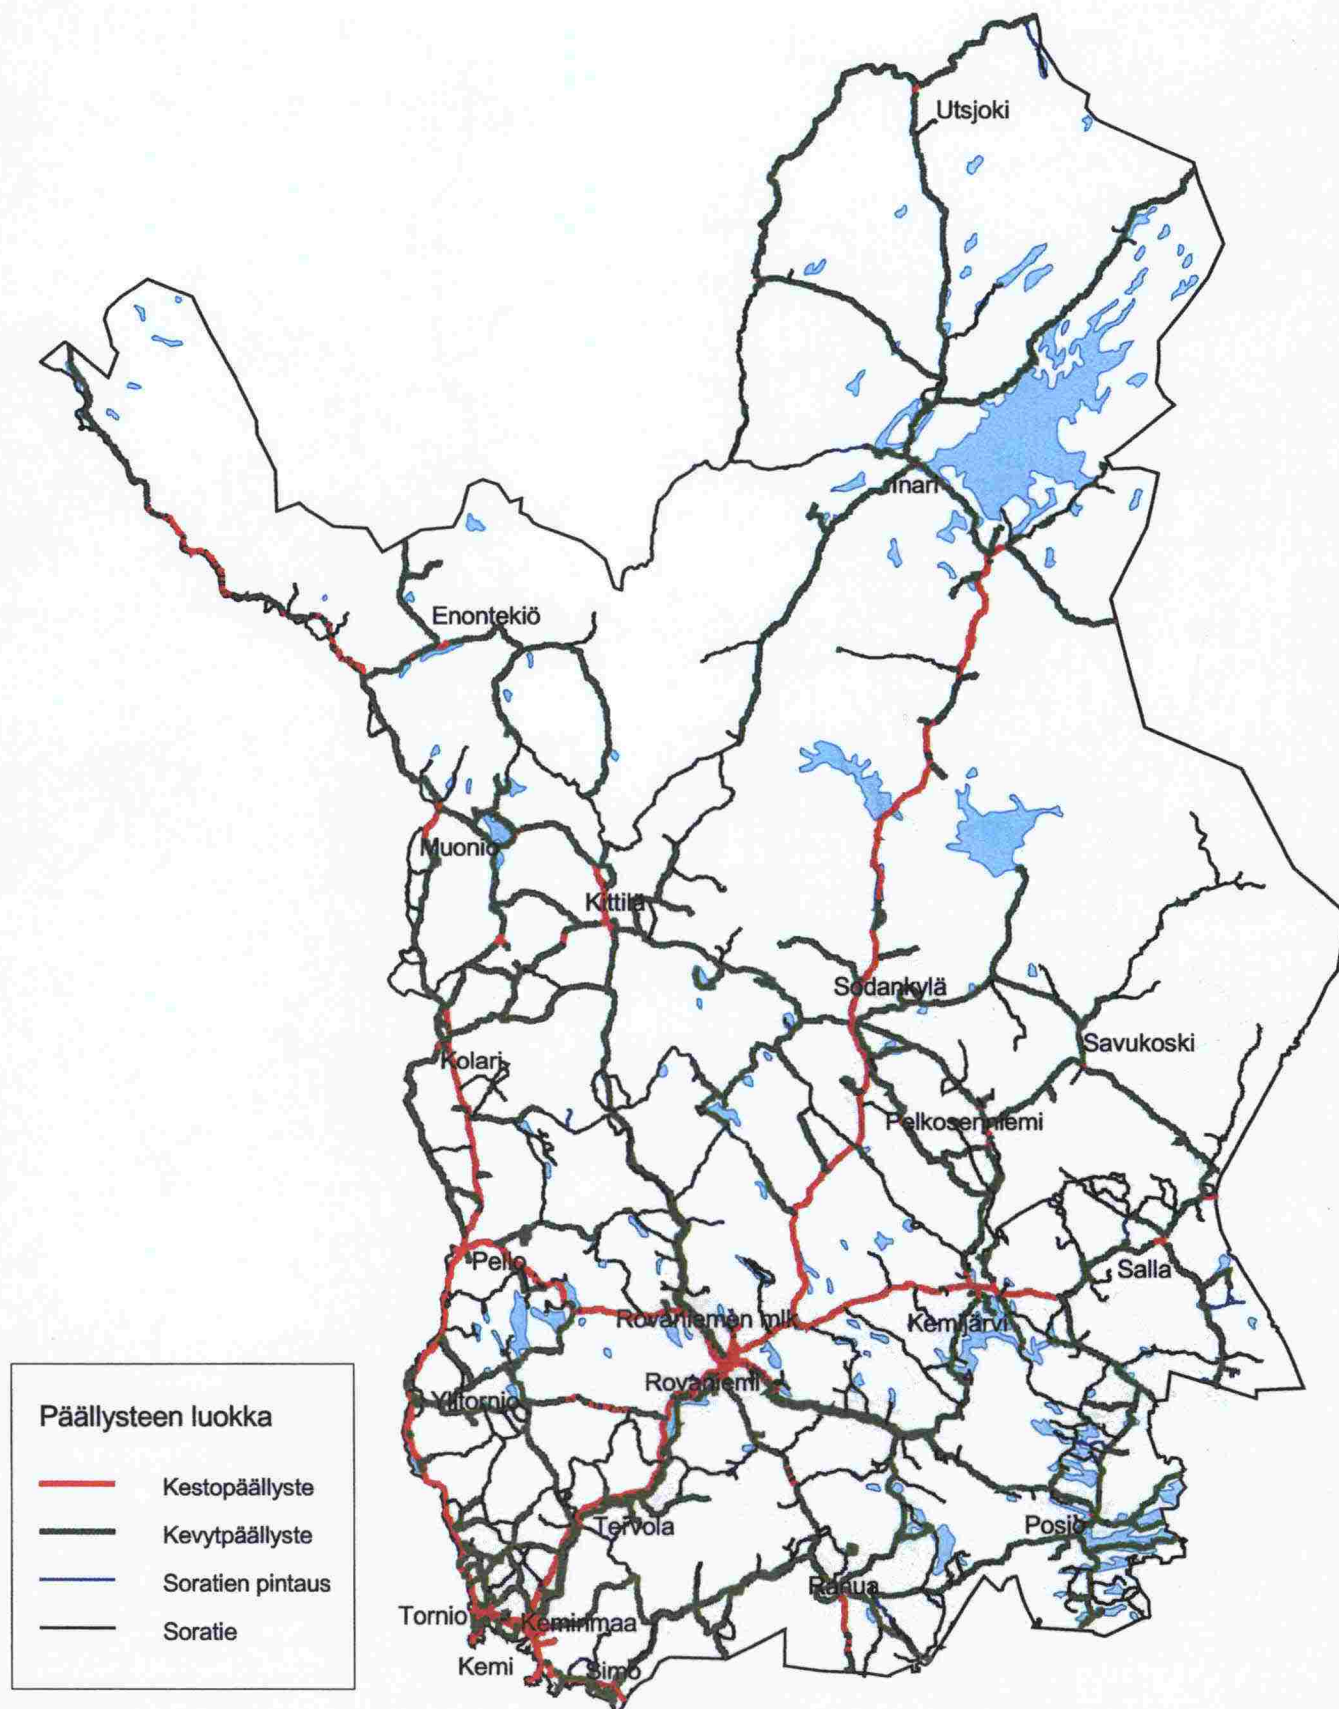 Utsjoki
Inari
Enontekiö
Muonio
Kittilä
Sodankylä
Savukoski
Kolari
Pelkosenniemi
Pello
Salla
Rovaniemen mlk
Kemijärvi
Rovaniemi
Ylitornio
Päällysteen luokka
Kestopäällyste
Kevytpäällyste
Soratien pintaus
Soratie
Tervola
Posio
Ranua
Tornio
Keminmaa
Kemi
Simo